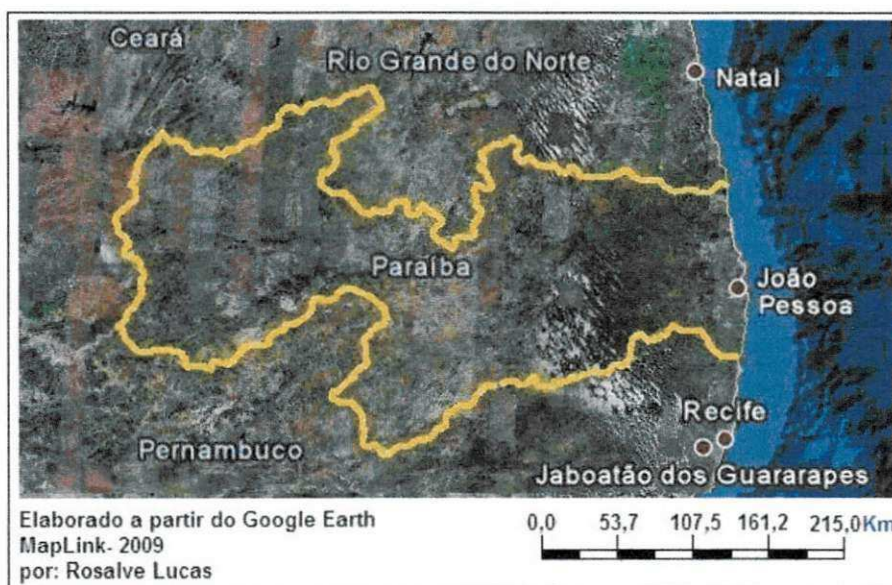 Ceará
Rio Grande do Norte
Natal
Paraíba
João
Pessoa
Recife
Pernambuco
Jaboatão dos Guararapes
Elaborado a partir do Google Earth
MapLink- 2009
por: Rosalve Lucas
0,0 53,7 107,5 161,2 215,0Km